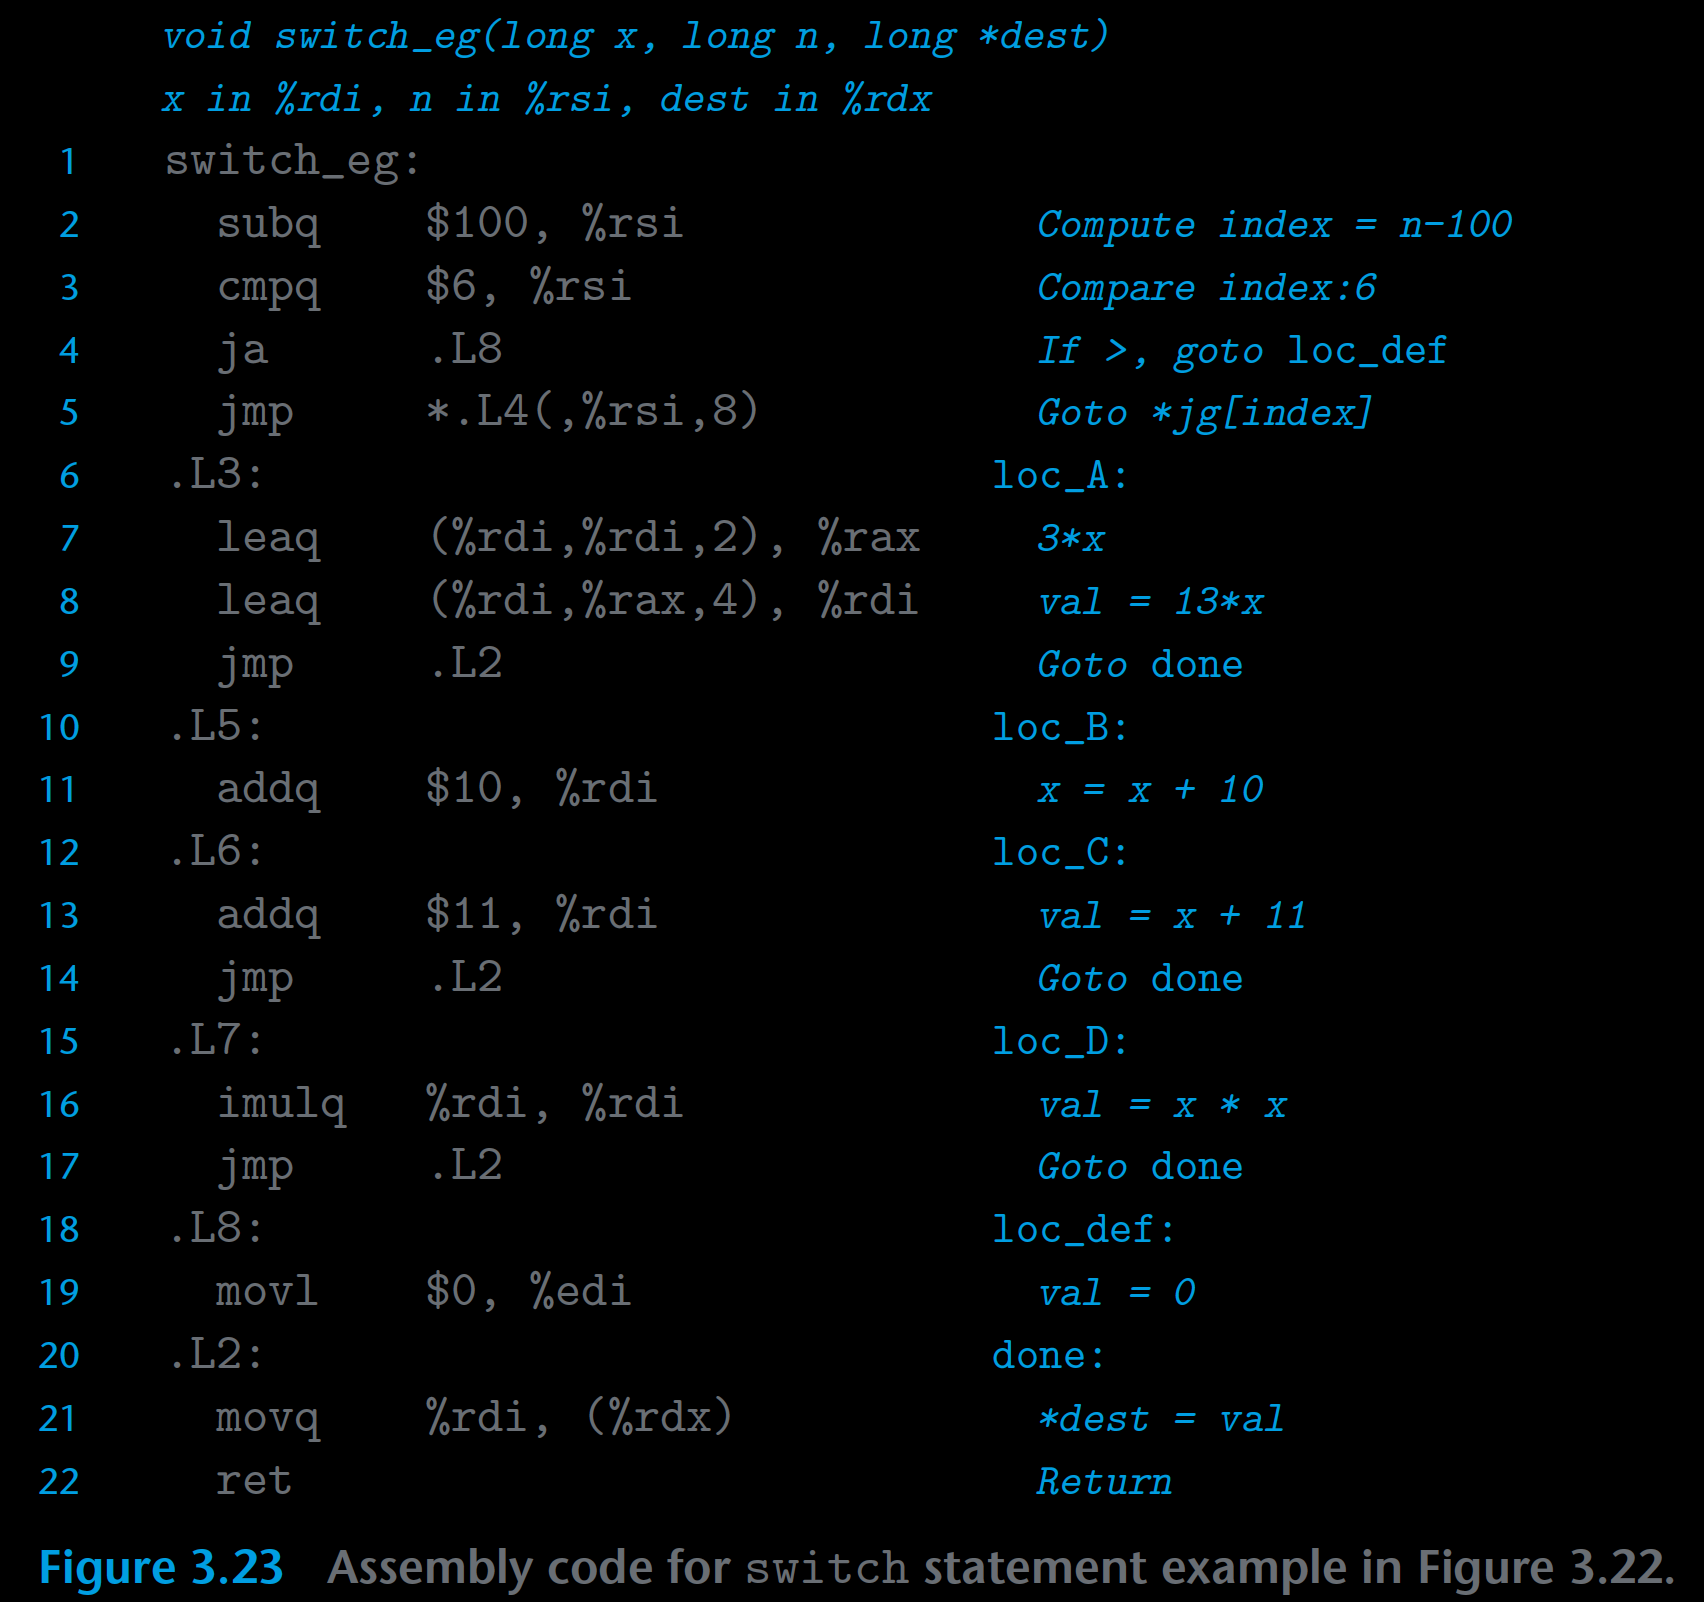 void switch_eg(long x, long n, long *dest)
x in %rdi, n in %rsi, dest in %rdx
1 switch_eg:
2 subq $100, %rsi Compute index = n-100
3 cmpq $6, %rsi Compare index:6
4 ja .L8 If >, goto loc_def
5 jmp *.L4(,%rsi,8) Goto *jg[index]
6 .L3: loc_A:
7 leaq (%rdi,%rdi,2), %rax 3*x
8 leaq (%rdi,%rax,4), %rdi val = 13*x
9 jmp .L2 Goto done
10 .L5: loc_B:
11 addq $10, %rdi x = x + 10
12 .L6: loc_C:
13 addq $11, %rdi val = x + 11
14 jmp .L2 Goto done
15 .L7: loc_D:
16 imulq %rdi, %rdi val = x * x
17 jmp .L2 Goto done
18 .L8: loc_def:
19 movl $0, %edi val = 0
20 .L2: done:
21 movq %rdi, (%rdx) *dest = val
22 ret Return
Figure 3.23 Assembly code for switch statement example in Figure 3.22.